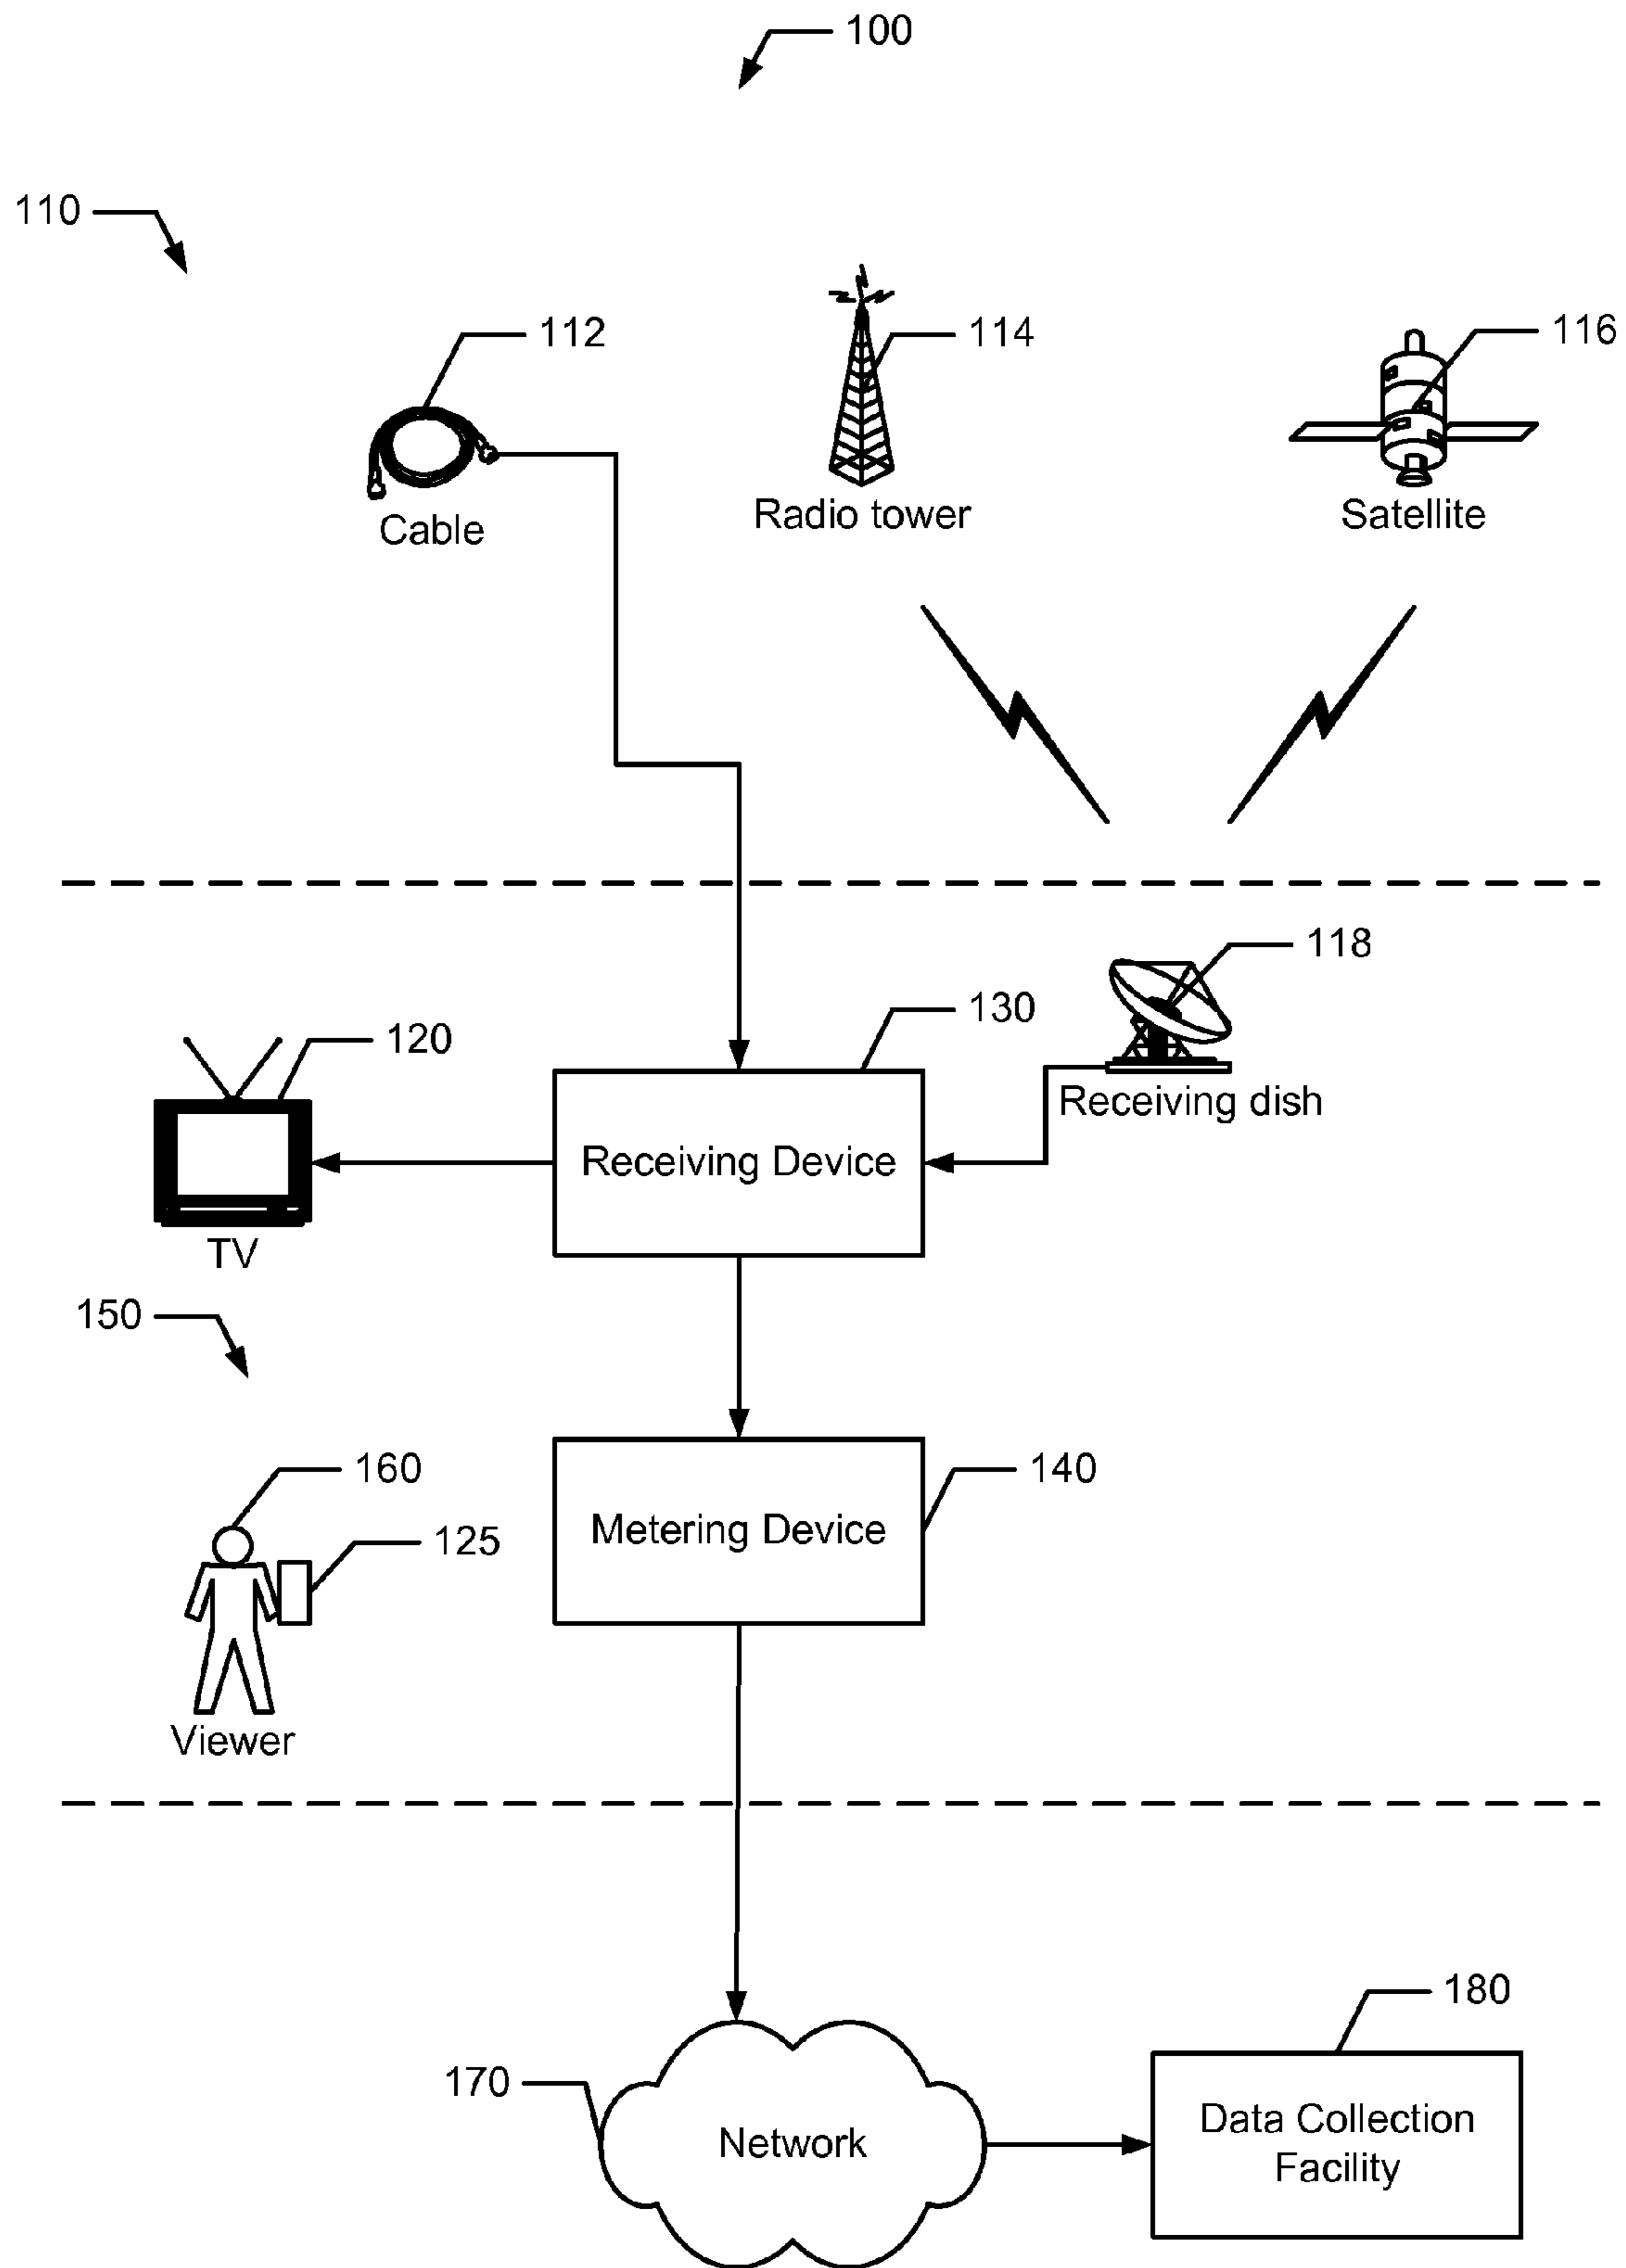 100
110
112
114
116
Cable
Radio tower
Satellite
118
130
120
Receiving dish
Receiving Device
TV
150
160
140
125
Metering Device
Viewer
180
170
Data Collection
Facility
Network